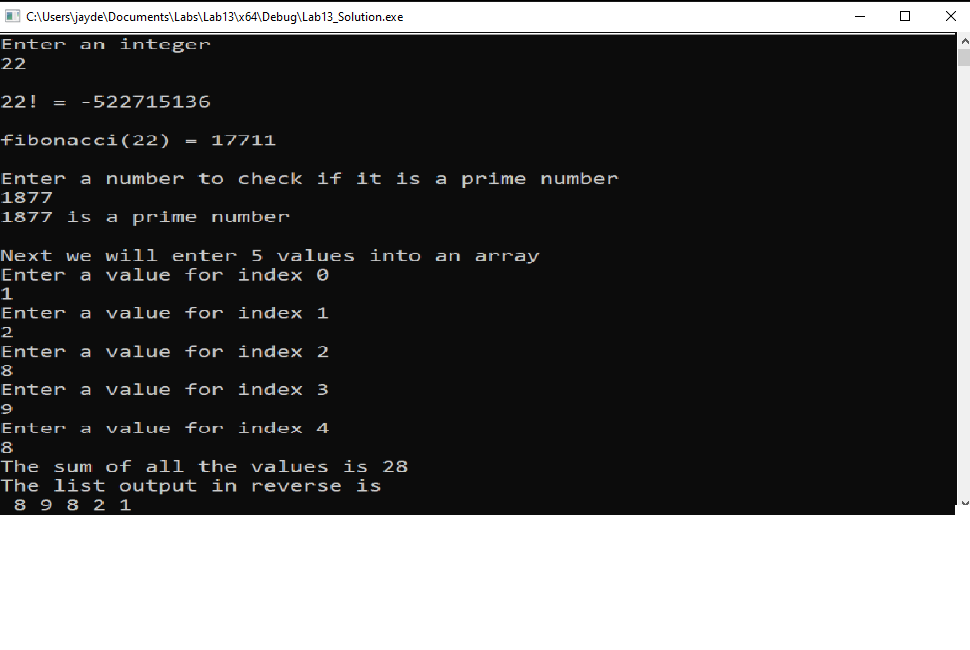 C:\Users\jayde\Documents\Labs\Lab13\x64\Debug\Lab13_Solution.exe
Enter an integer
22
22! = -522715136
fibonacci(22) = 17711
Enter a number to check if it is a prime number
1877
1877 is a prime number
Next we will enter 5 values into an array
Enter a value for index 0
1
Enter a value for index 1
2
Enter a value for index 2
8
Enter a value for index 3
9
Enter a value for index 4
8
The sum of all the values is 28
The list output in reverse is
8 9 8 2 1